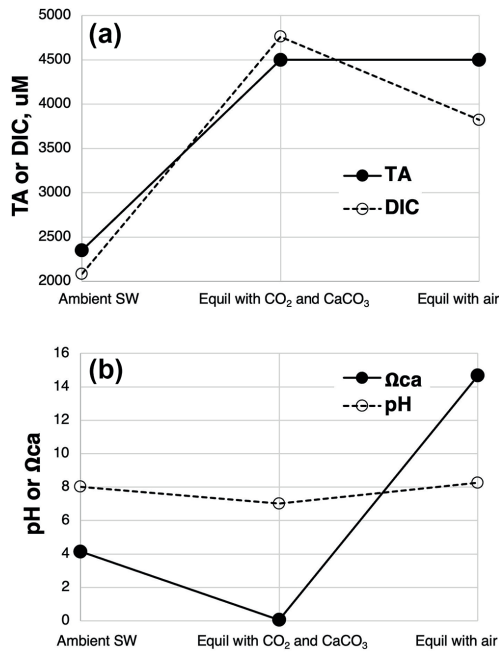 (a)
5000
4500
4000
3500
3000
2500
2000
TA or DIC, uM
TA
DIC
Ambient SW
Equil with CO₂ and CaCO₃
Equil with air
(b)
16
14
12
10
8
6
4
2
0
pH or Ωca
Ωca
pH
Ambient SW
Equil with CO₂ and CaCO₃
Equil with air